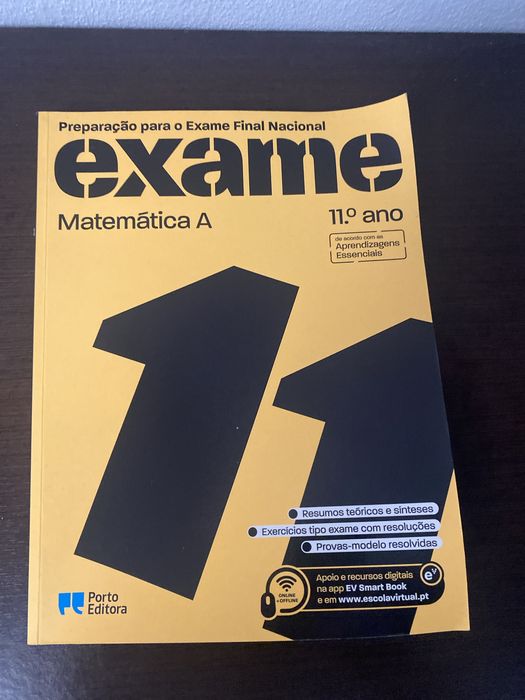 Preparação para o Exame Final Nacional
exame
Matemática A
11.º ano
de acordo com as
Aprendizagens
Essenciais
11
Resumos teóricos e sínteses
Exercícios tipo exame com resoluções
Provas-modelo resolvidas
ONLINE
+OFFLINE
Apoio e recursos digitais
na app EV Smart Book
e em www.escolavirtual.pt
eV
Porto
Editora